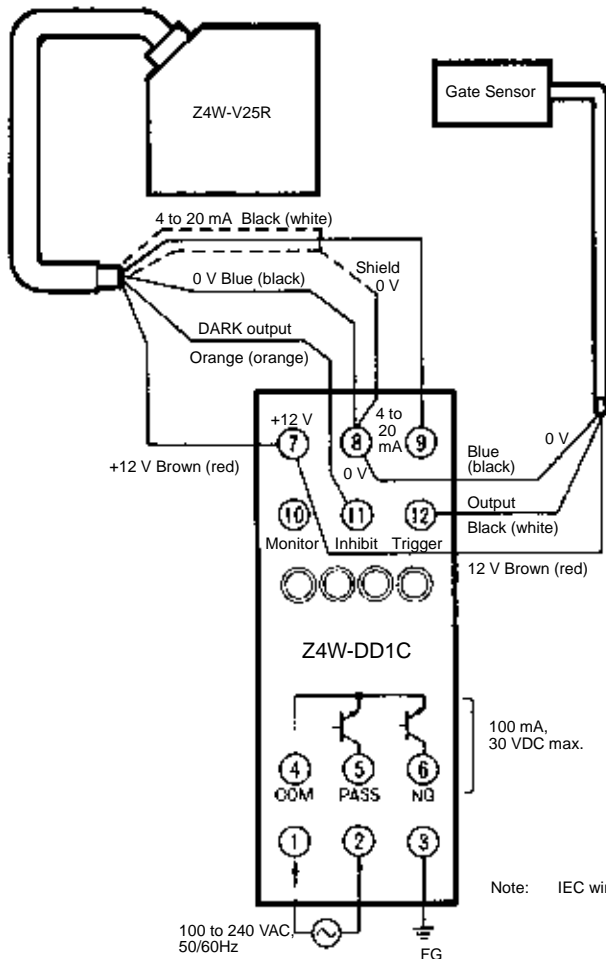 Z4W-V25R
Gate Sensor
4 to 20 mA Black (white)
Shield
0 V
0 V Blue (black)
DARK output
Orange (orange)
+12 V
4 to
20
mA
7
8
9
+12 V Brown (red)
0 V
Blue
(black)
0 V
10
11
12
Output
Black (white)
Monitor
Inhibit
Trigger
12 V Brown (red)
Z4W-DD1C
100 mA,
30 VDC max.
4
5
6
COM
PASS
NG
1
2
3
Note: IEC
100 to 240 VAC,
50/60Hz
FG